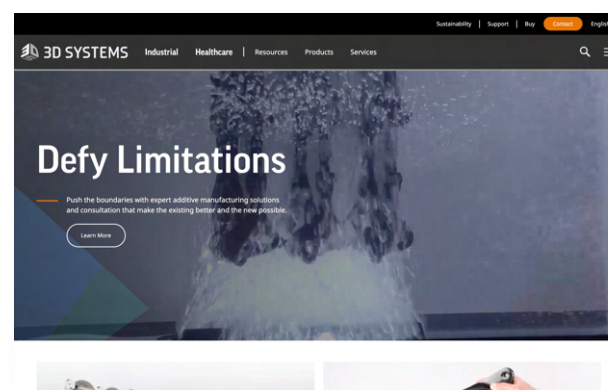 Sustainability | Support | Buy Contact English
3D SYSTEMS Industrial Healthcare | Resources Products Services
Defy Limitations
Push the boundaries with expert additive manufacturing solutions
and consultation that make the existing better and the new possible.
Learn More